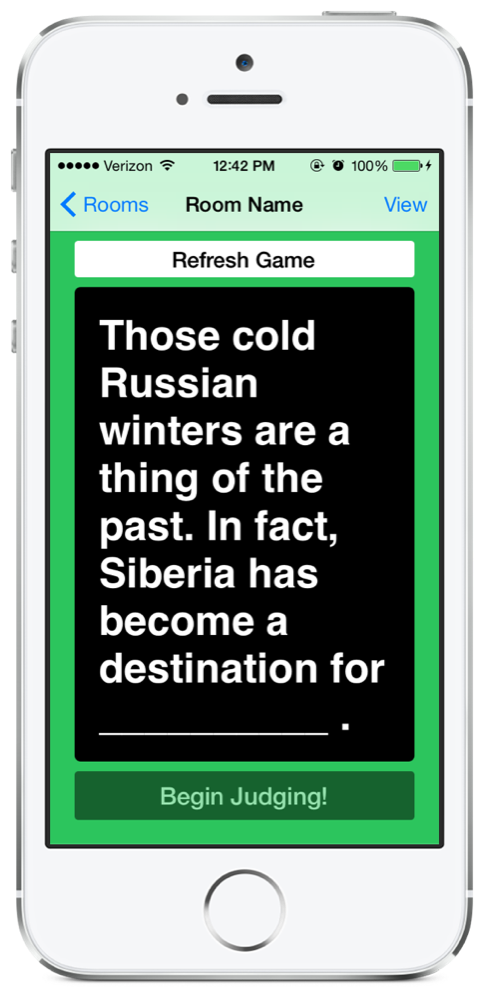 Verizon 12:42 PM 100%
Rooms Room Name View
Refresh Game
Those cold
Russian
winters are a
thing of the
past. In fact,
Siberia has
become a
destination for
___________ .
Begin Judging!